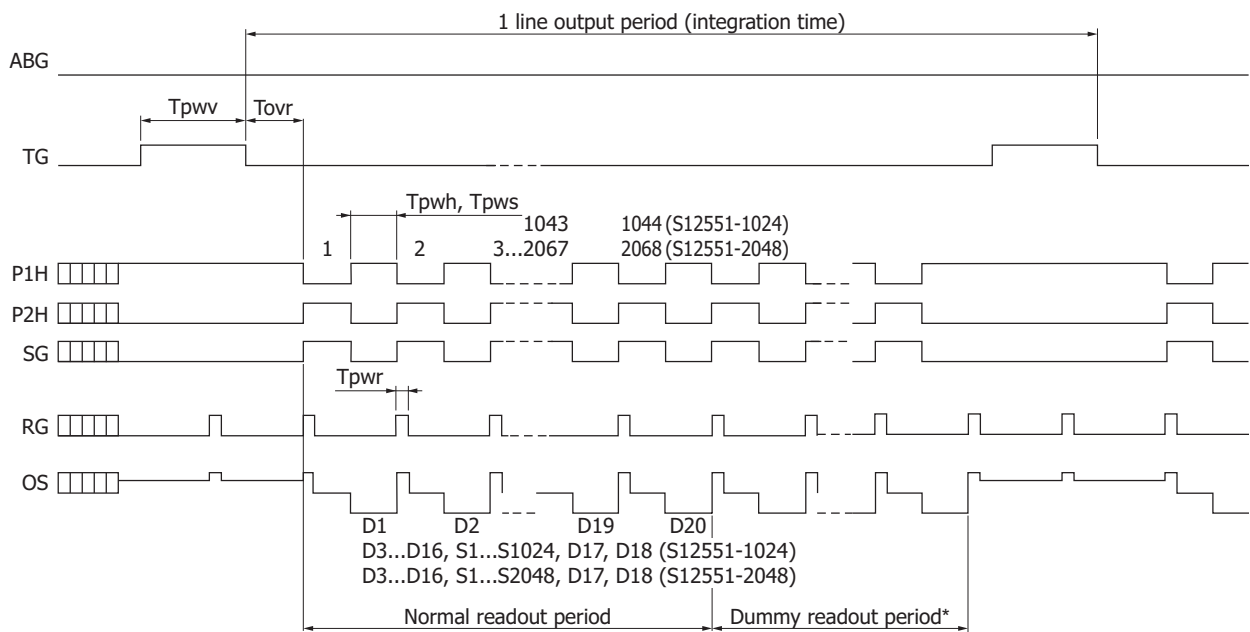 1 line output period (integration time)
ABG
Tpwv
Tovr
TG
Tpwh, Tpws
1043
1044 (S12551-1024)
1
2
3...2067
2068 (S12551-2048)
P1H
P2H
SG
Tpwr
RG
OS
D1
D2
D19
D20
D3...D16, S1...S1024, D17, D18 (S12551-1024)
D3...D16, S1...S2048, D17, D18 (S12551-2048)
Normal readout period
Dummy readout period*